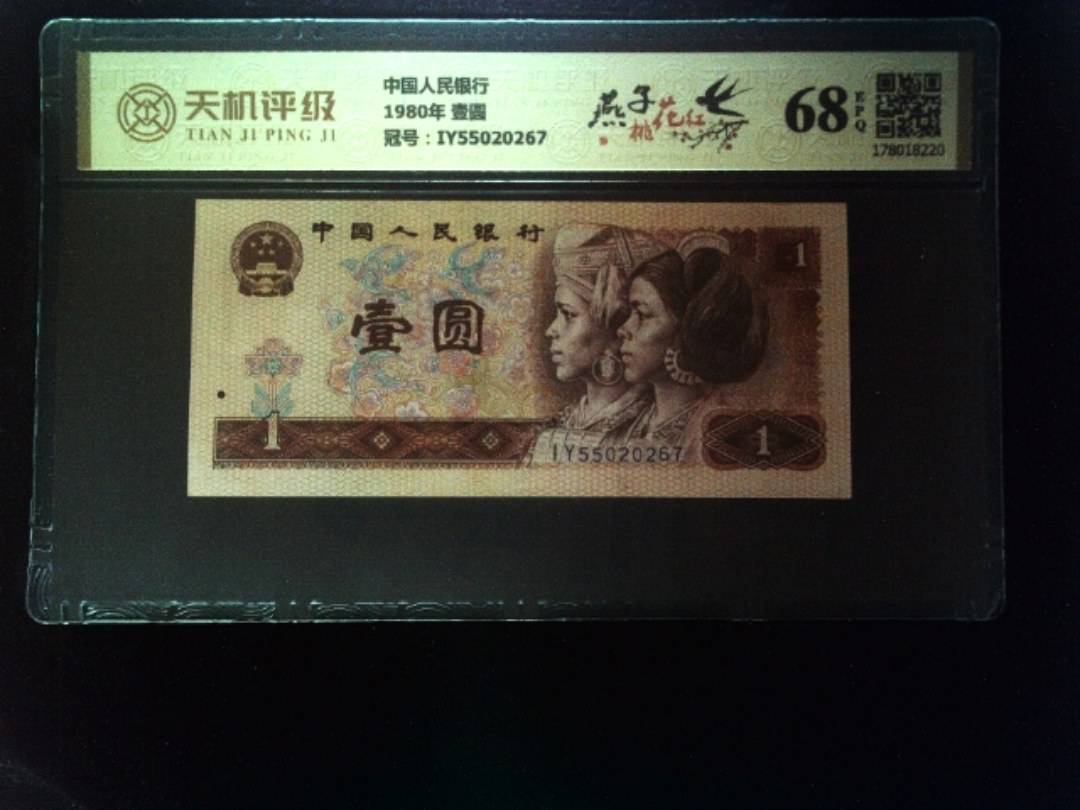 天机评级
TIAN JI PING JI
中国人民银行
1980年 壹圆
冠号：IY55020267
燕子
桃花红
68
EPQ
178018220
中国人民银行
壹圆
1
1
IY55020267
1